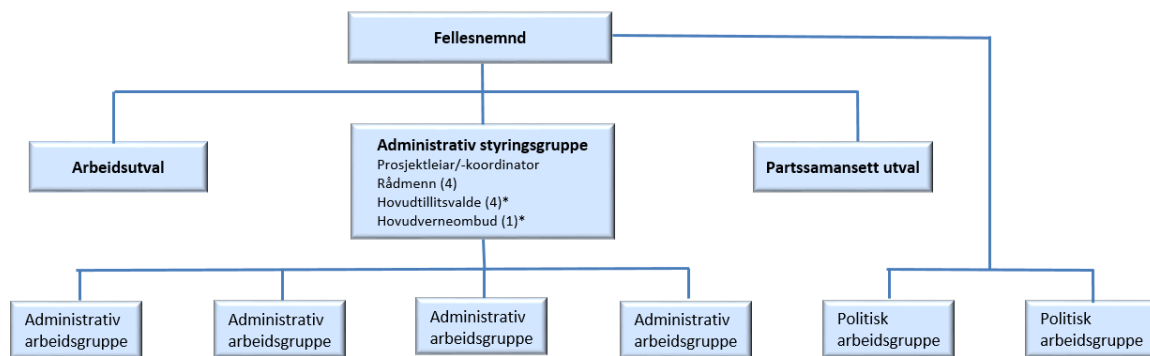 Fellesnemnd
Arbeidsutval
Administrativ styringsgruppe
Prosjektleiar/-koordinator
Rådmenn (4)
Hovudtillitsvalde (4)*
Hovudverneombud (1)*
Partssamansett utval
Administrativ
arbeidsgruppe
Administrativ
arbeidsgruppe
Administrativ
arbeidsgruppe
Administrativ
arbeidsgruppe
Politisk
arbeidsgruppe
Politisk
arbeidsgruppe